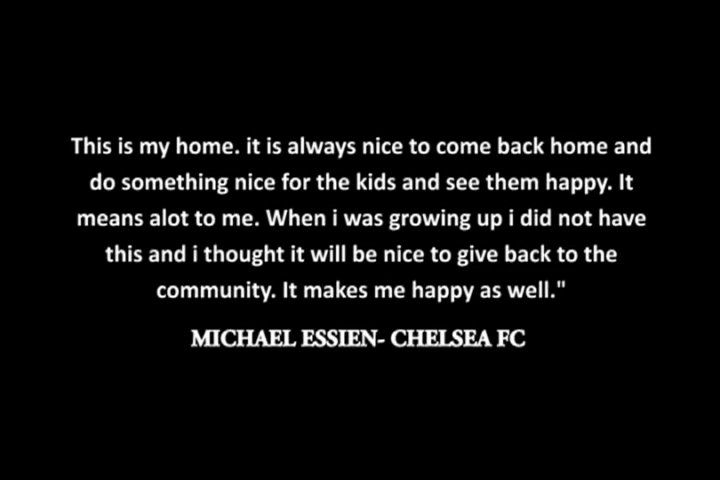 This is my home. it is always nice to come back home and
do something nice for the kids and see them happy. It
means alot to me. When i was growing up i did not have
this and i thought it will be nice to give back to the
community. It makes me happy as well."
MICHAEL ESSIEN- CHELSEA FC